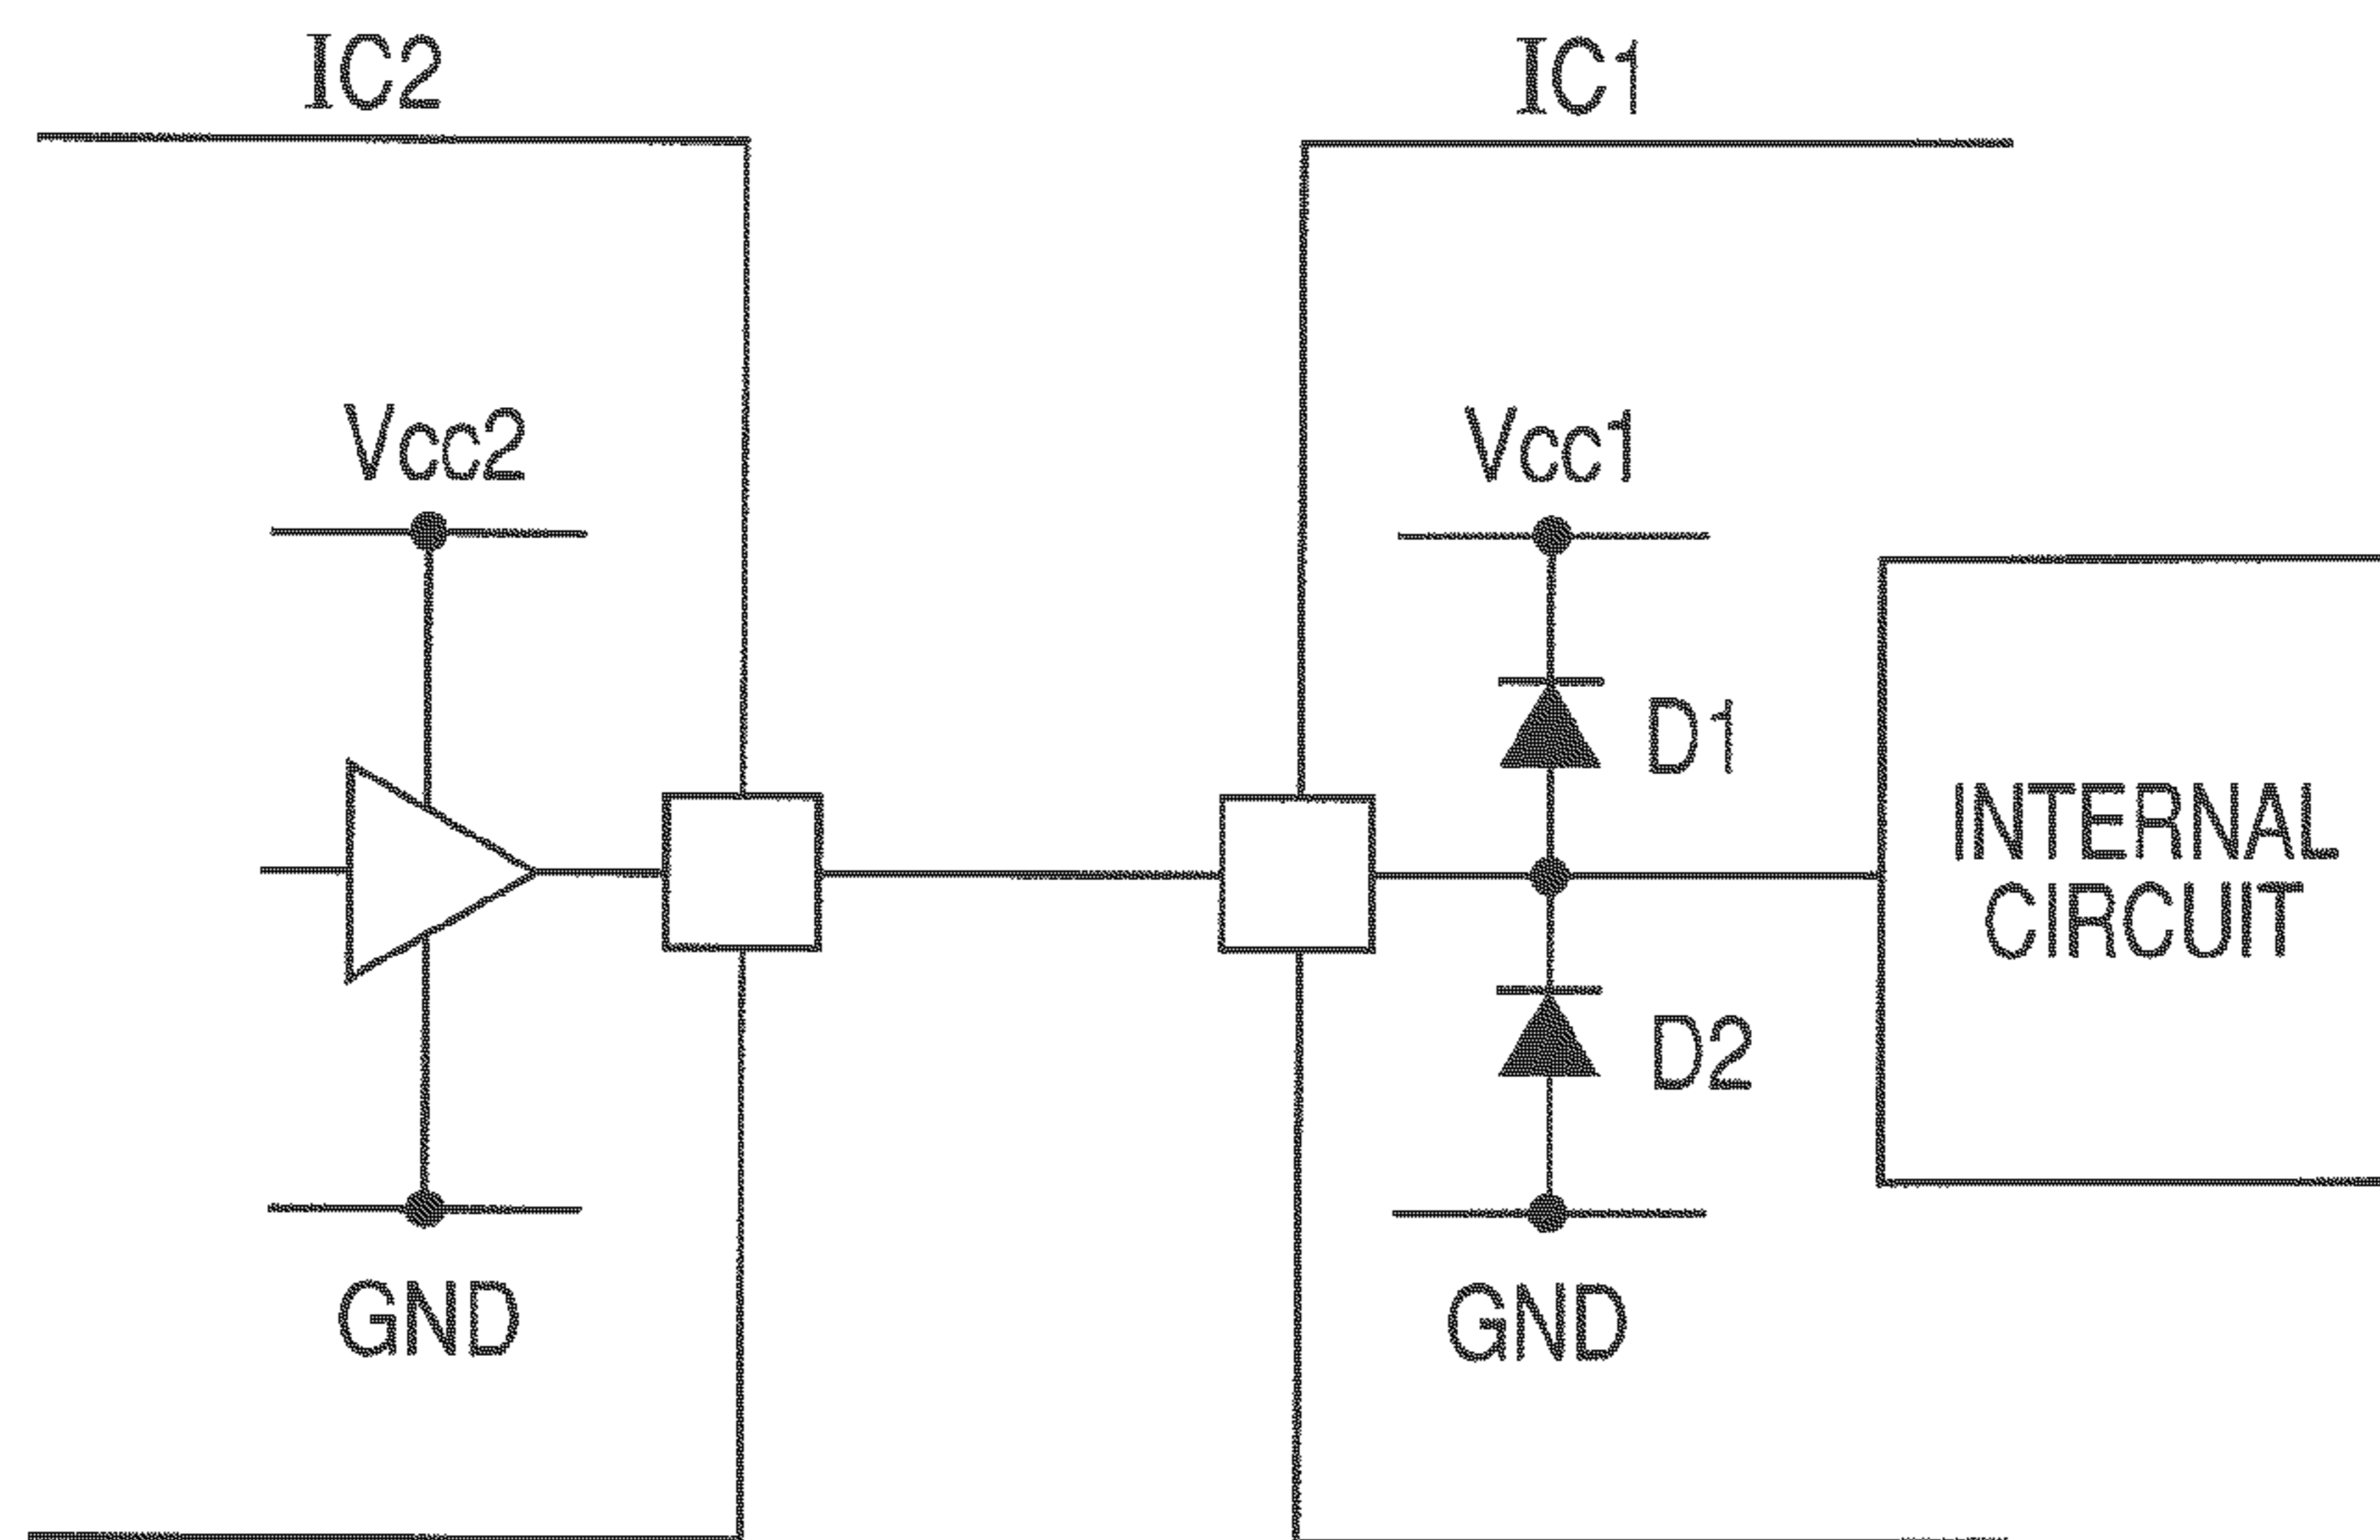 IC2
IC1
Vcc2
Vcc1
D1
INTERNAL
CIRCUIT
D2
GND
GND